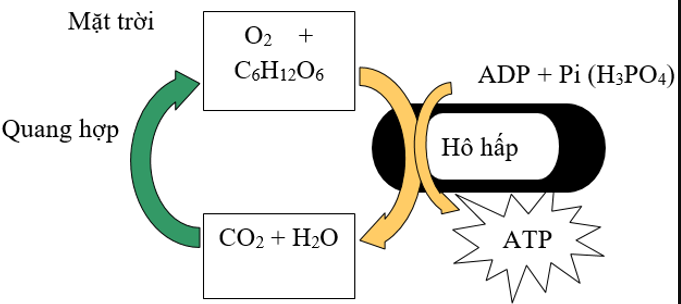 Mặt trời
O₂ +
C₆H₁₂O₆
ADP + Pi (H₃PO₄)
Quang hợp
Hô hấp
CO₂ + H₂O
ATP